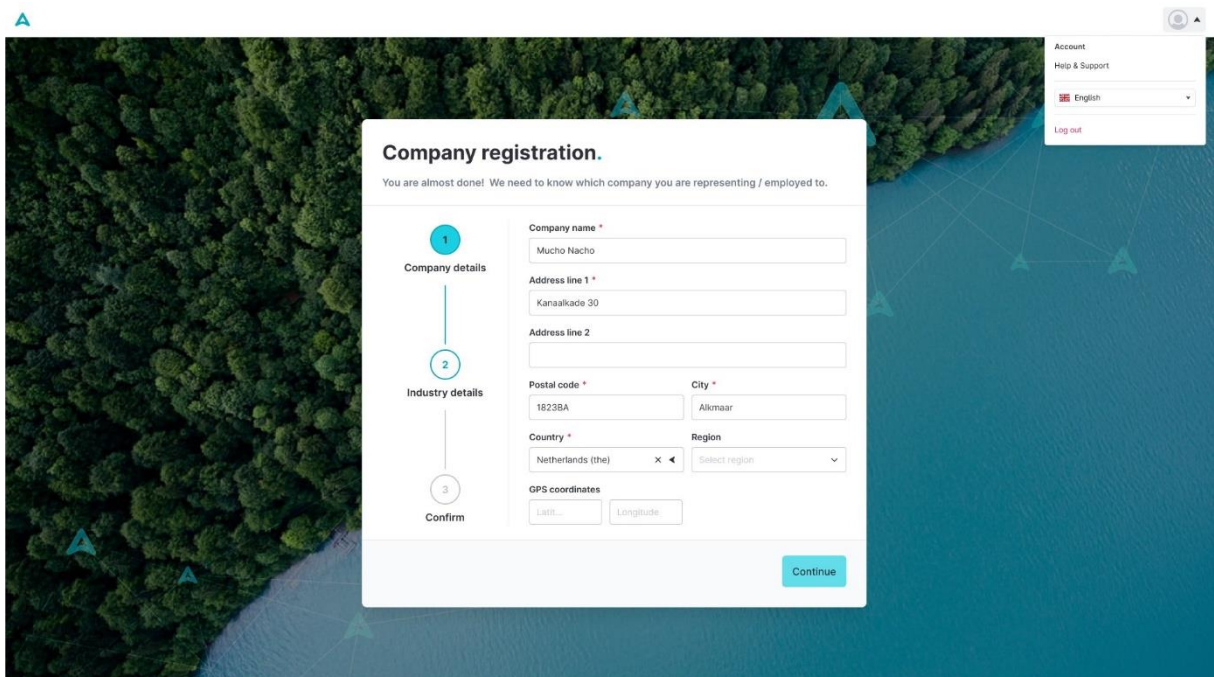 Account
Help & Support
English
Log out
Company registration.
You are almost done! We need to know which company you are representing / employed to.
1
Company details
2
Industry details
3
Confirm
Company name *
Mucho Nacho
Address line 1 *
Kanaalkade 30
Address line 2
Postal code * City *
1823BA Alkmaar
Country * Region
Netherlands (the) Select region
GPS coordinates
Latit... Longitude
Continue